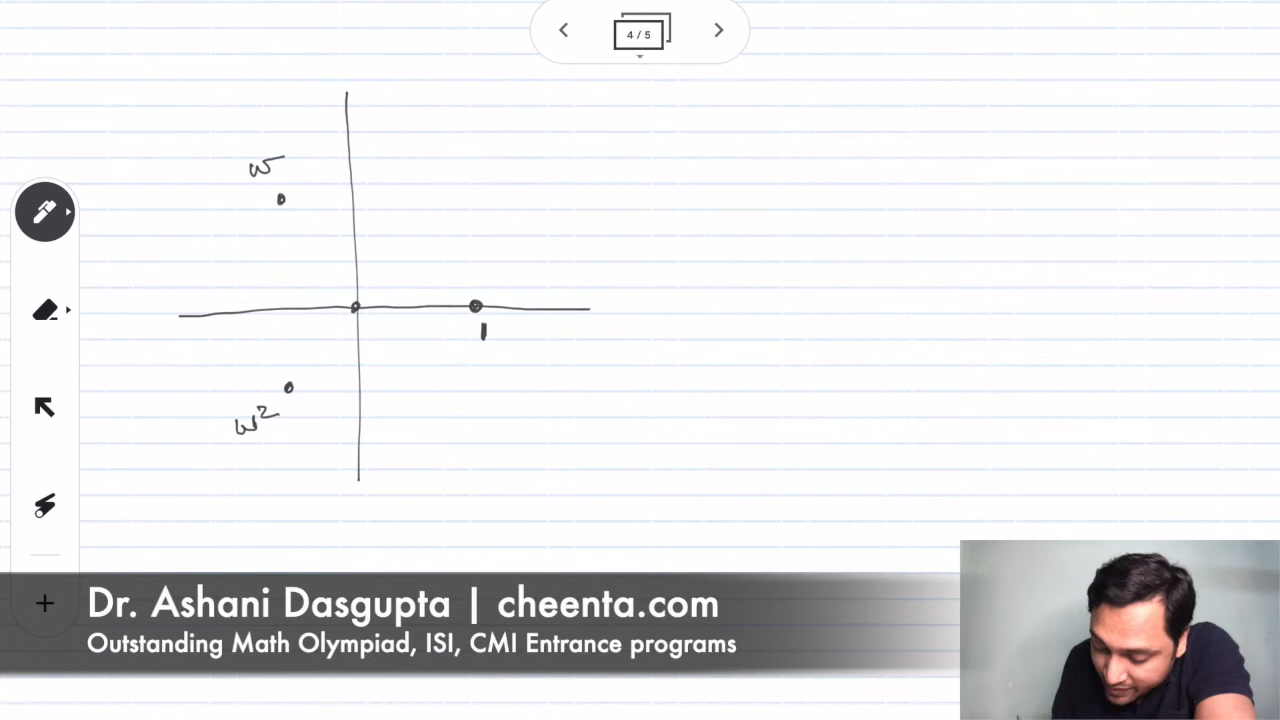 4 / 5
ω
1
ω²
Dr. Ashani Dasgupta | cheenta.com
Outstanding Math Olympiad, ISI, CMI Entrance programs